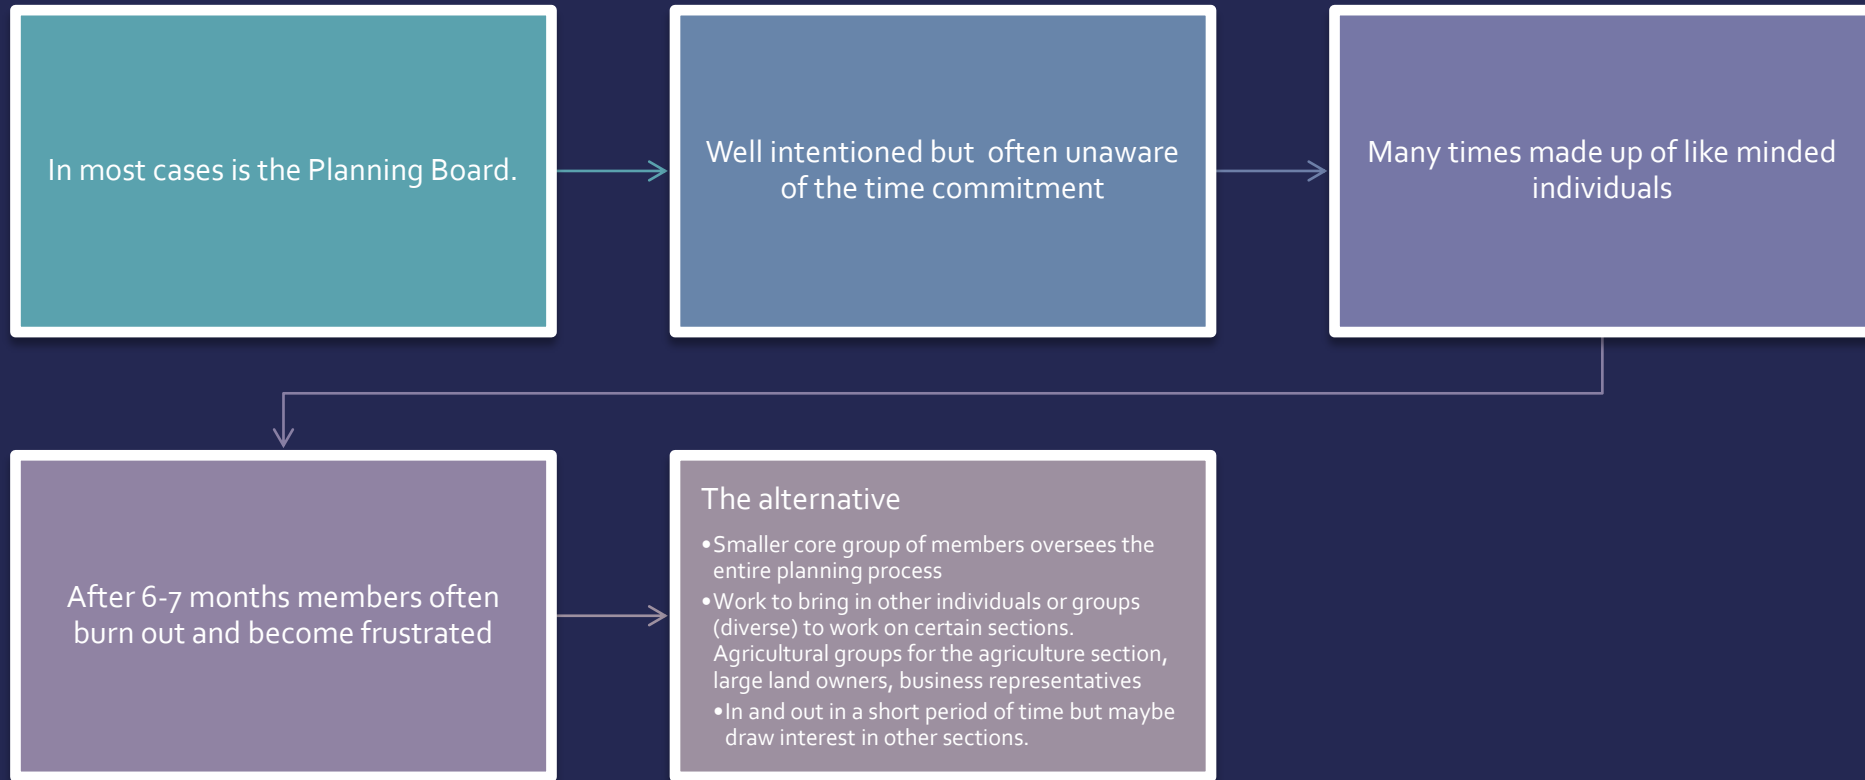 In most cases is the Planning Board.
Well intentioned but often unaware
of the time commitment
Many times made up of like minded
individuals
After 6-7 months members often
burn out and become frustrated
The alternative
•Smaller core group of members oversees the
entire planning process
•Work to bring in other individuals or groups
(diverse) to work on certain sections.
Agricultural groups for the agriculture section,
large land owners, business representatives
•In and out in a short period of time but maybe
draw interest in other sections.